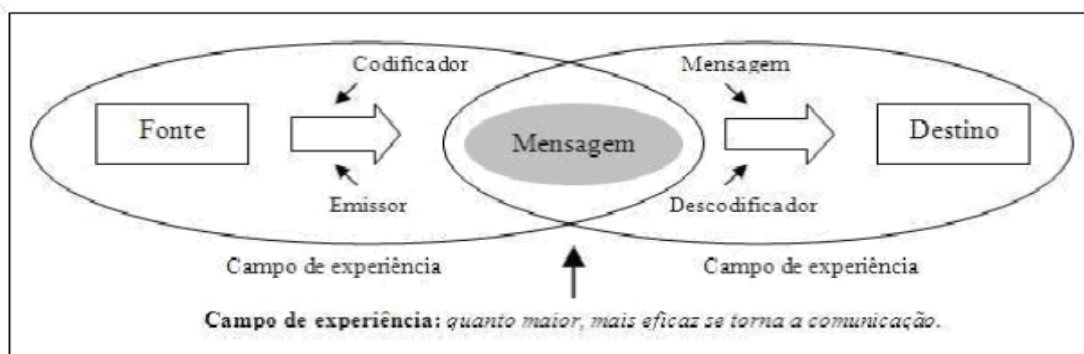 Codificador
Mensagem
Fonte
Mensagem
Destino
Emissor
Descodificador
Campo de experiência
Campo de experiência
Campo de experiência: quanto maior, mais eficaz se torna a comunicação.